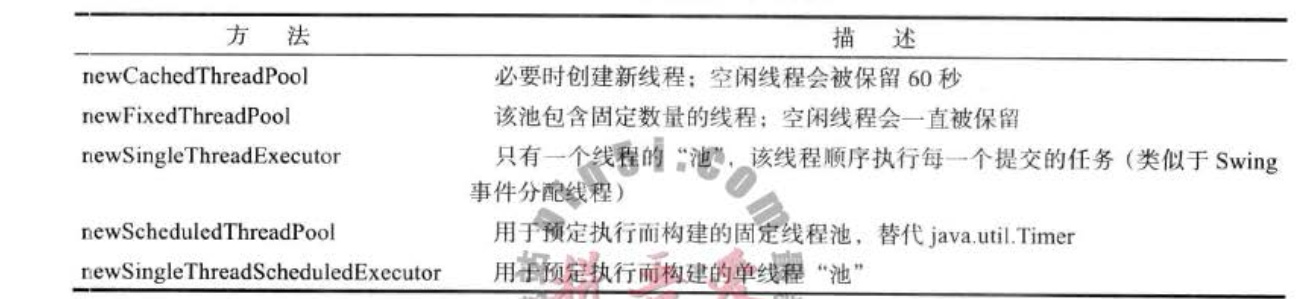 方 法 描 述
newCachedThreadPool 必要时创建新线程；空闲线程会被保留 60 秒
newFixedThreadPool 该池包含固定数量的线程；空闲线程会一直被保留
newSingleThreadExecutor 只有一个线程的“池”，该线程顺序执行每一个提交的任务（类似于 Swing
事件分配线程）
newScheduledThreadPool 用于预定执行而构建的固定线程池，替代 java.util.Timer
newSingleThreadScheduledExecutor 用于预定执行而构建的单线程“池”